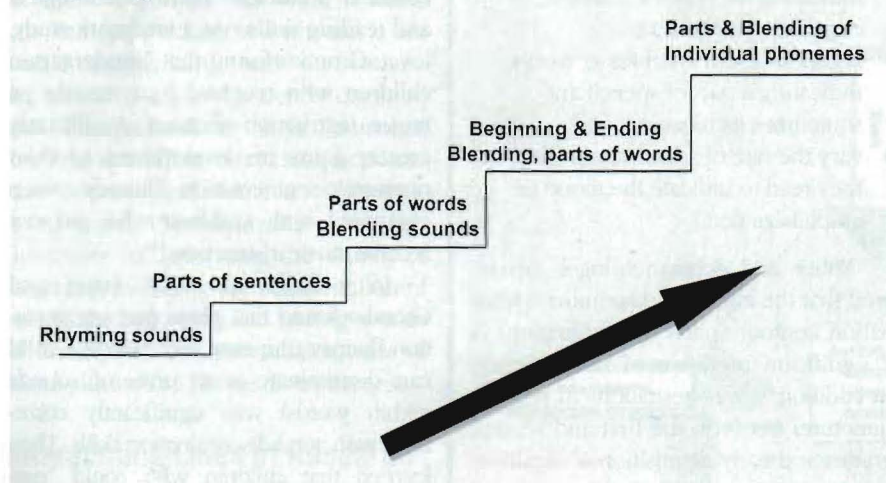 Parts & Blending of
Individual phonemes
Beginning & Ending
Blending, parts of words
Parts of words
Blending sounds
Parts of sentences
Rhyming sounds